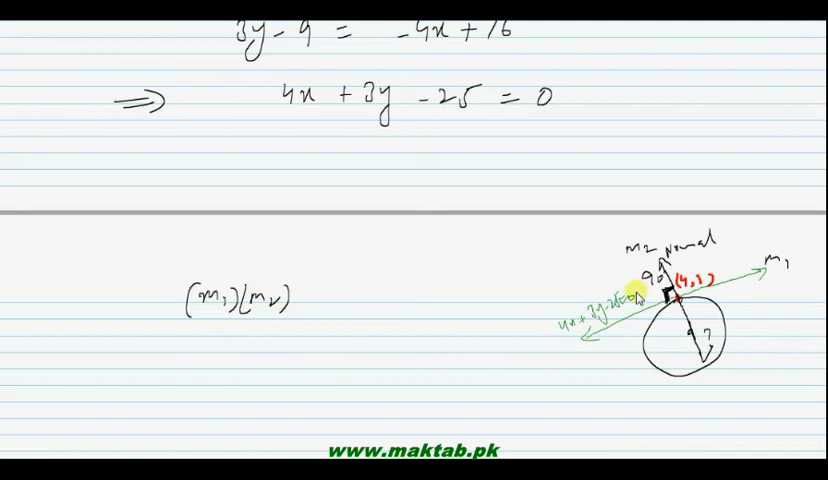 3y - 9 = - 4x + 16
⟹ 4x + 3y - 25 = 0
m2 Normal
m1
90
(4,3)
(m1)(m2)
4x + 3y - 25 = 0
?
www.maktab.pk